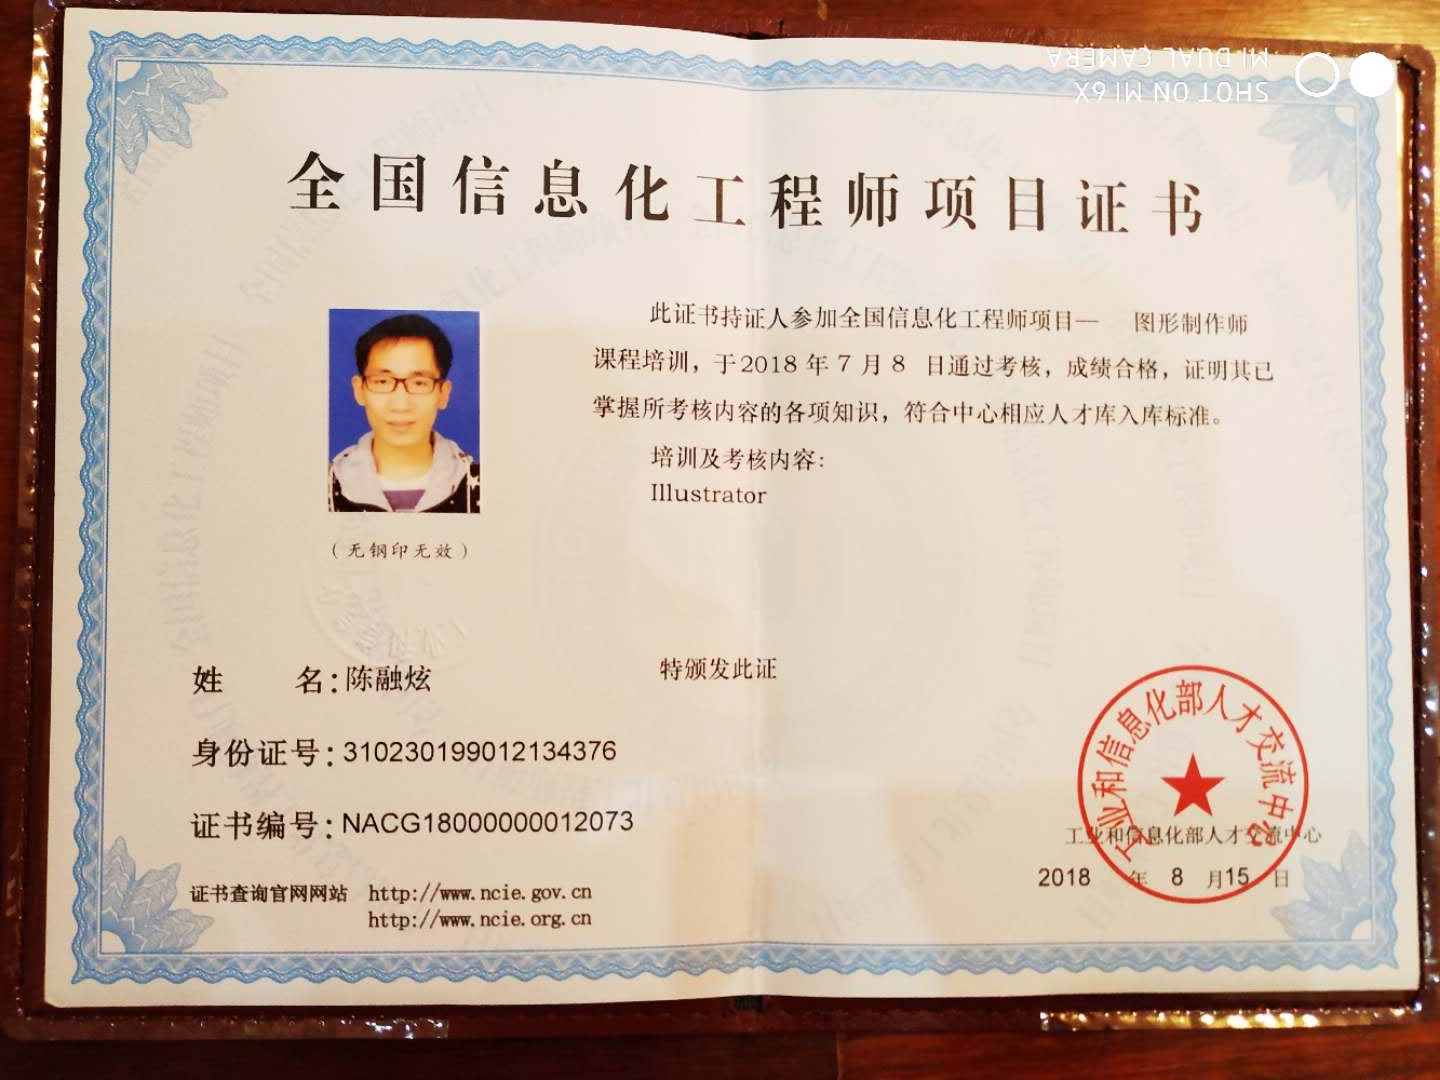 SHOT ON MI 6X
MI DUAL CAMERA
全国信息化工程师项目证书
此证书持证人参加全国信息化工程师项目— 图形制作师
课程培训，于2018年7月8日通过考核，成绩合格，证明其已
掌握所考核内容的各项知识，符合中心相应人才库入库标准。
培训及考核内容：
Illustrator
（无钢印无效）
姓 名：陈融炫
特颁发此证
身份证号：310230199012134376
证书编号：NACG18000000012073
工业和信息化部人才交流中心
工业和信息化部人才交流中心
2018年8月15日
证书查询官网网站 http://www.ncie.gov.cn
http://www.ncie.org.cn